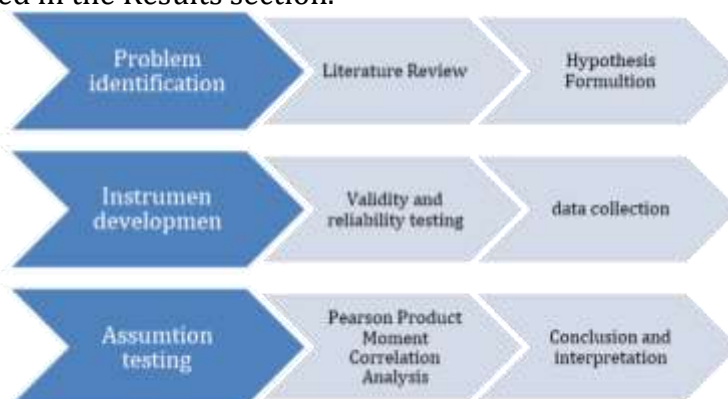 ed in the Results section.
Problem
identification
Literature Review
Hypothesis
Formultion
Instrumen
developmen
Validity and
reliability testing
data collection
Assumtion
testing
Pearson Product
Moment
Correlation
Analysis
Conclusion and
interpretation